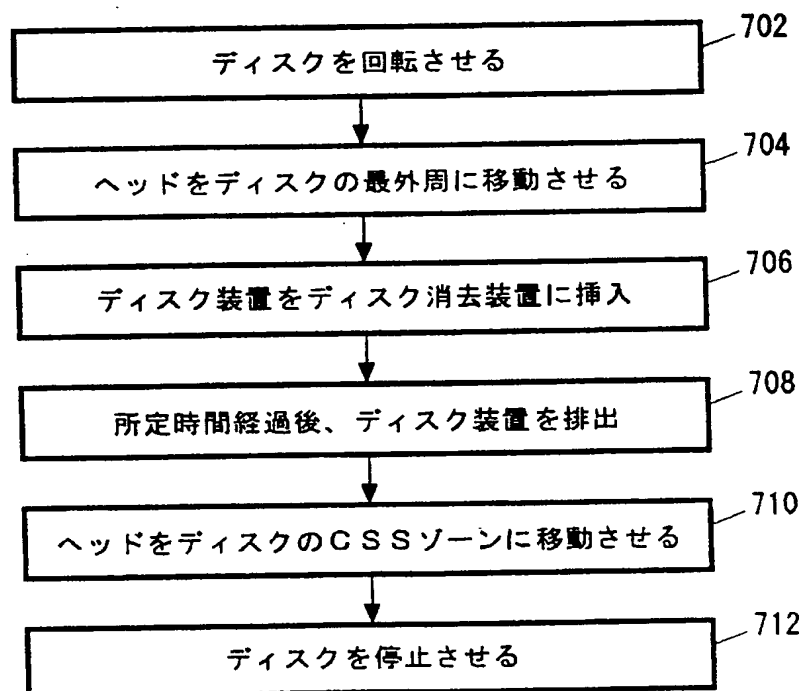 702
ディスクを回転させる
704
ヘッドをディスクの最外周に移動させる
706
ディスク装置をディスク消去装置に挿入
708
所定時間経過後、ディスク装置を排出
710
ヘッドをディスクのCSSゾーンに移動させる
712
ディスクを停止させる